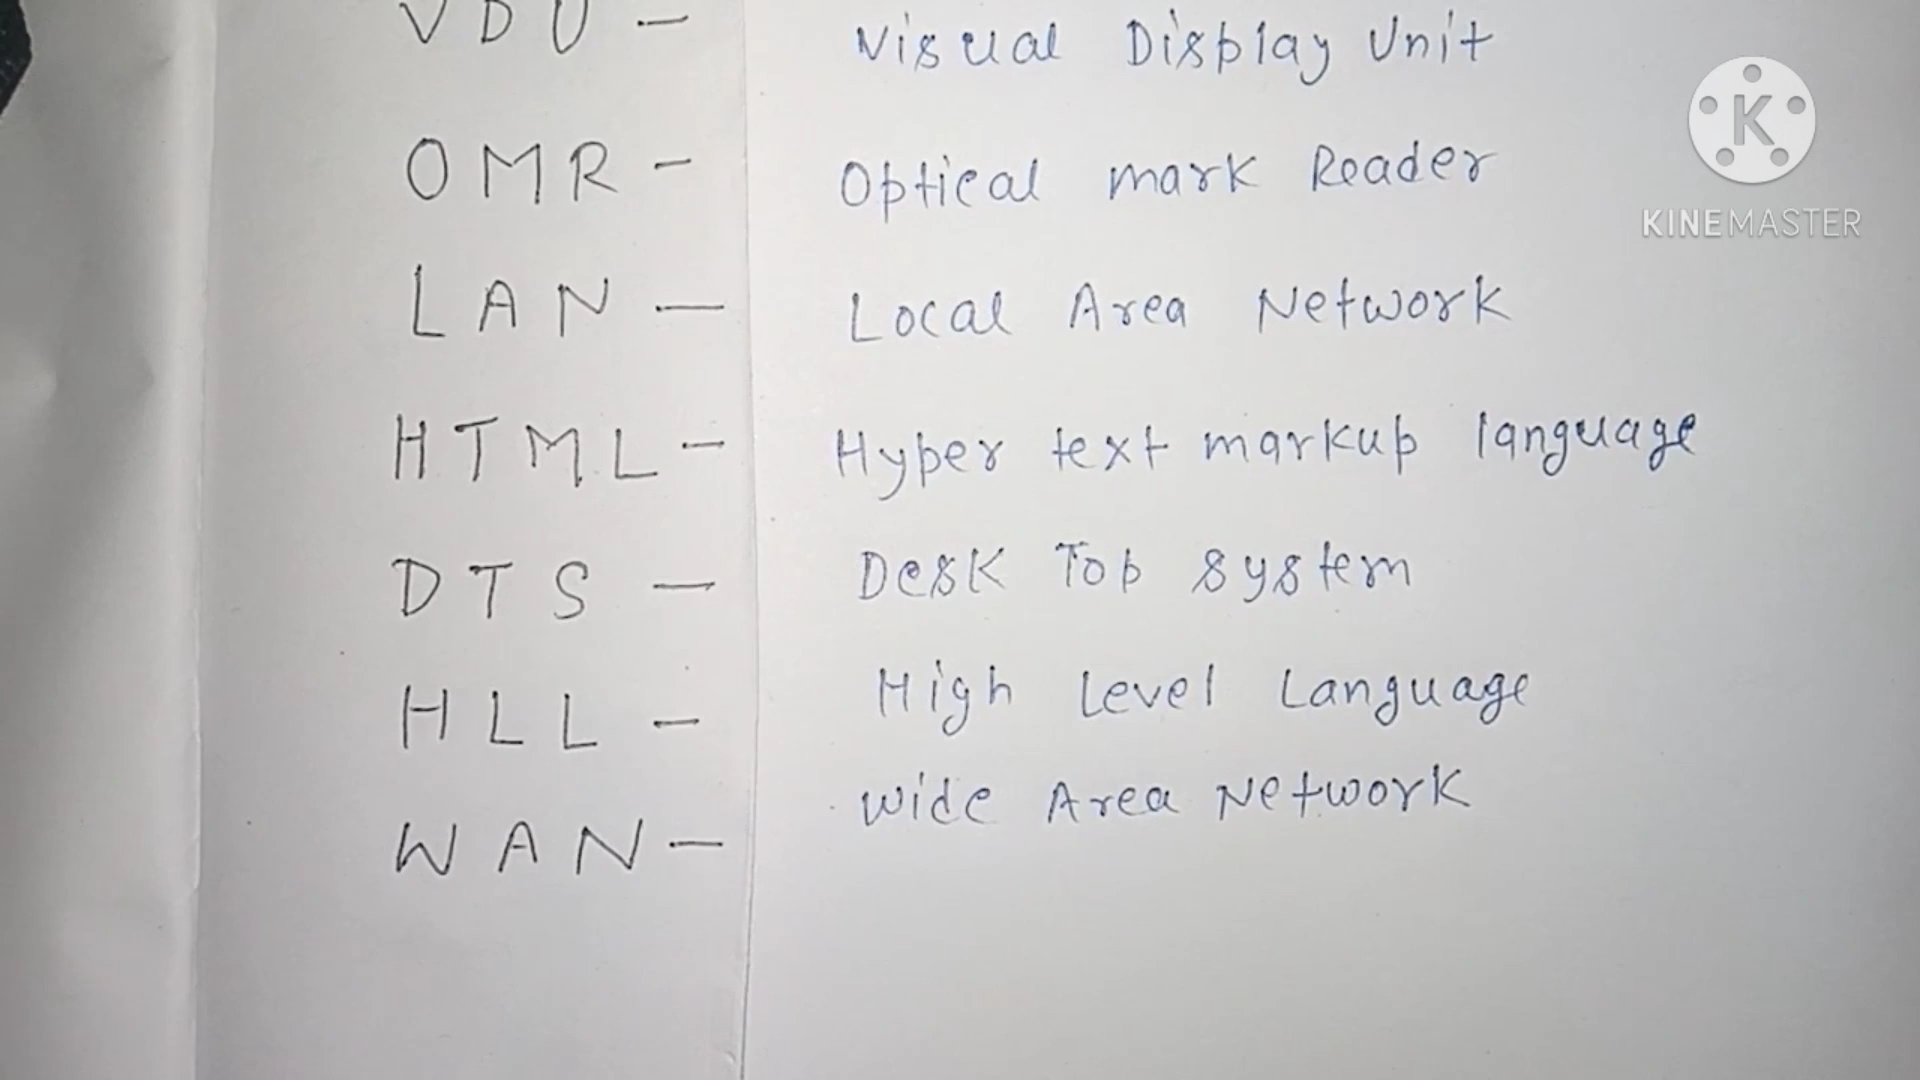 VDU - Visual Display Unit
OMR - Optical mark Reader
LAN - Local Area Network
HTML - Hyper text markup language
DTS - Desk Top system
HLL - High Level Language
WAN - Wide Area Network
K
KINEMASTER